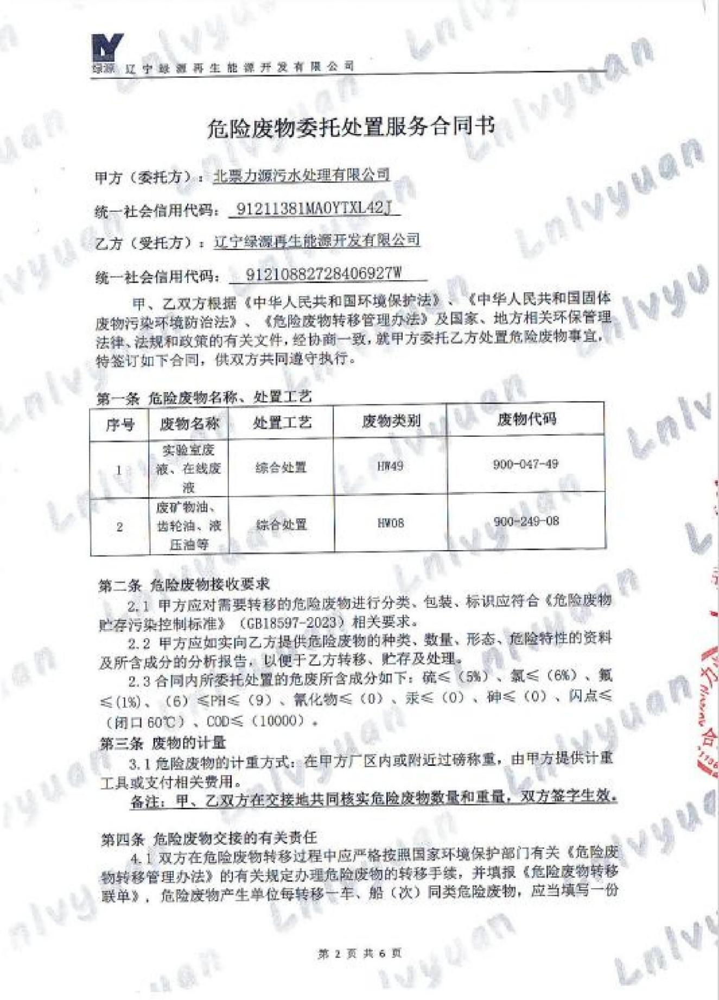 绿源 辽宁绿源再生能源开发有限公司
危险废物委托处置服务合同书
甲方（委托方）：北票力源污水处理有限公司
统一社会信用代码： 91211381MA0YTXL42J
乙方（受托方）：辽宁绿源再生能源开发有限公司
统一社会信用代码： 91210882728406927W
甲、乙双方根据《中华人民共和国环境保护法》、《中华人民共和国固体
废物污染环境防治法》、《危险废物转移管理办法》及国家、地方相关环保管理
法律、法规和政策的有关文件，经协商一致，就甲方委托乙方处置危险废物事宜，
特签订如下合同，供双方共同遵守执行。
第一条 危险废物名称、处置工艺
序号 废物名称 处置工艺 废物类别 废物代码
1 实验室废液、在线废液 综合处置 HW49 900-047-49
2 废矿物油、齿轮油、液压油等 综合处置 HW08 900-249-08
第二条 危险废物接收要求
2.1 甲方应对需要转移的危险废物进行分类、包装、标识应符合《危险废物
贮存污染控制标准》（GB18597-2023）相关要求。
2.2 甲方应如实向乙方提供危险废物的种类、数量、形态、危险特性的资料
及所含成分的分析报告，以便于乙方转移、贮存及处理。
2.3 合同内所委托处置的危废所含成分如下：硫≤（5%）、氯≤（6%）、氟
≤(1%)、（6）≤PH≤（9）、氰化物≤（0）、汞≤（0）、砷≤（0）、闪点≤
（闭口 60℃）、COD≤（10000）。
第三条 废物的计量
3.1 危险废物的计重方式：在甲方厂区内或附近过磅称重，由甲方提供计重
工具或支付相关费用。
备注：甲、乙双方在交接地共同核实危险废物数量和重量，双方签字生效。
第四条 危险废物交接的有关责任
4.1 双方在危险废物转移过程中应严格按照国家环境保护部门有关《危险废
物转移管理办法》的有关规定办理危险废物的转移手续，并填报《危险废物转移
联单》，危险废物产生单位每转移一车、船（次）同类危险废物，应当填写一份
第 2 页 共 6 页
Lnlvyuan